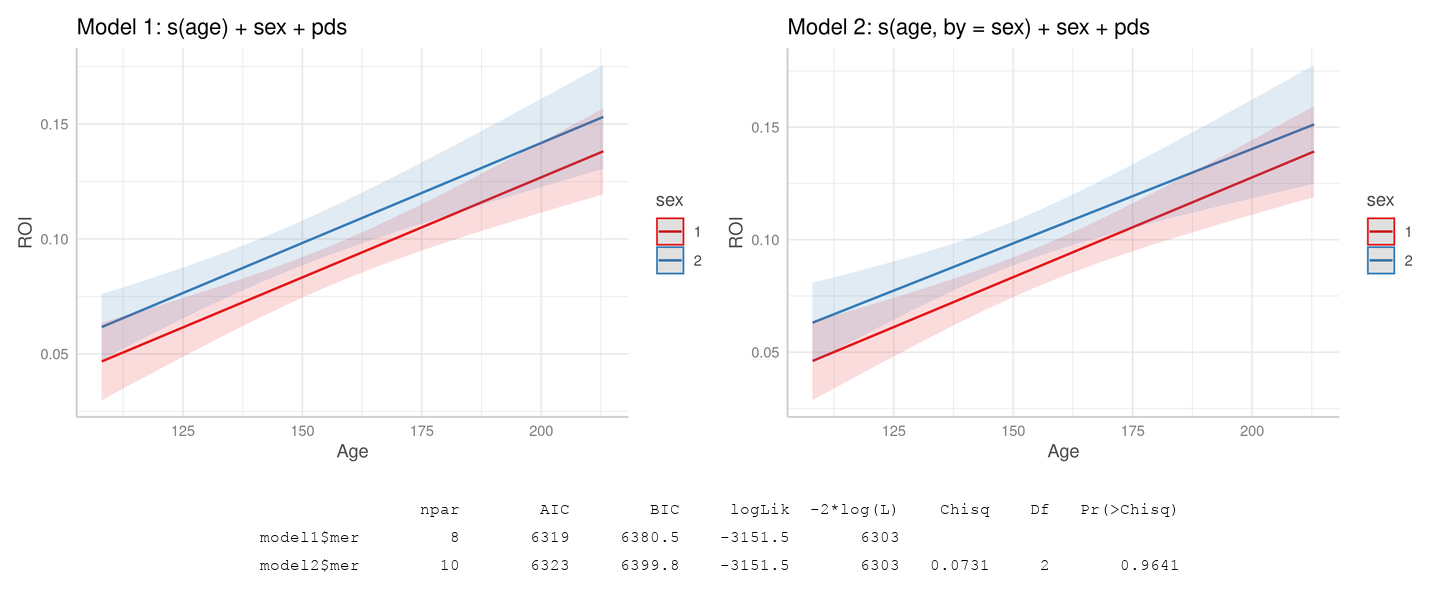 Model 1: s(age) + sex + pds
0.15
0.10
0.05
ROI
125 150 175 200
Age
sex
1
2
Model 2: s(age, by = sex) + sex + pds
0.15
0.10
0.05
ROI
125 150 175 200
Age
sex
1
2
npar AIC BIC logLik -2*log(L) Chisq Df Pr(>Chisq)
model1$mer 8 6319 6380.5 -3151.5 6303
model2$mer 10 6323 6399.8 -3151.5 6303 0.0731 2 0.9641